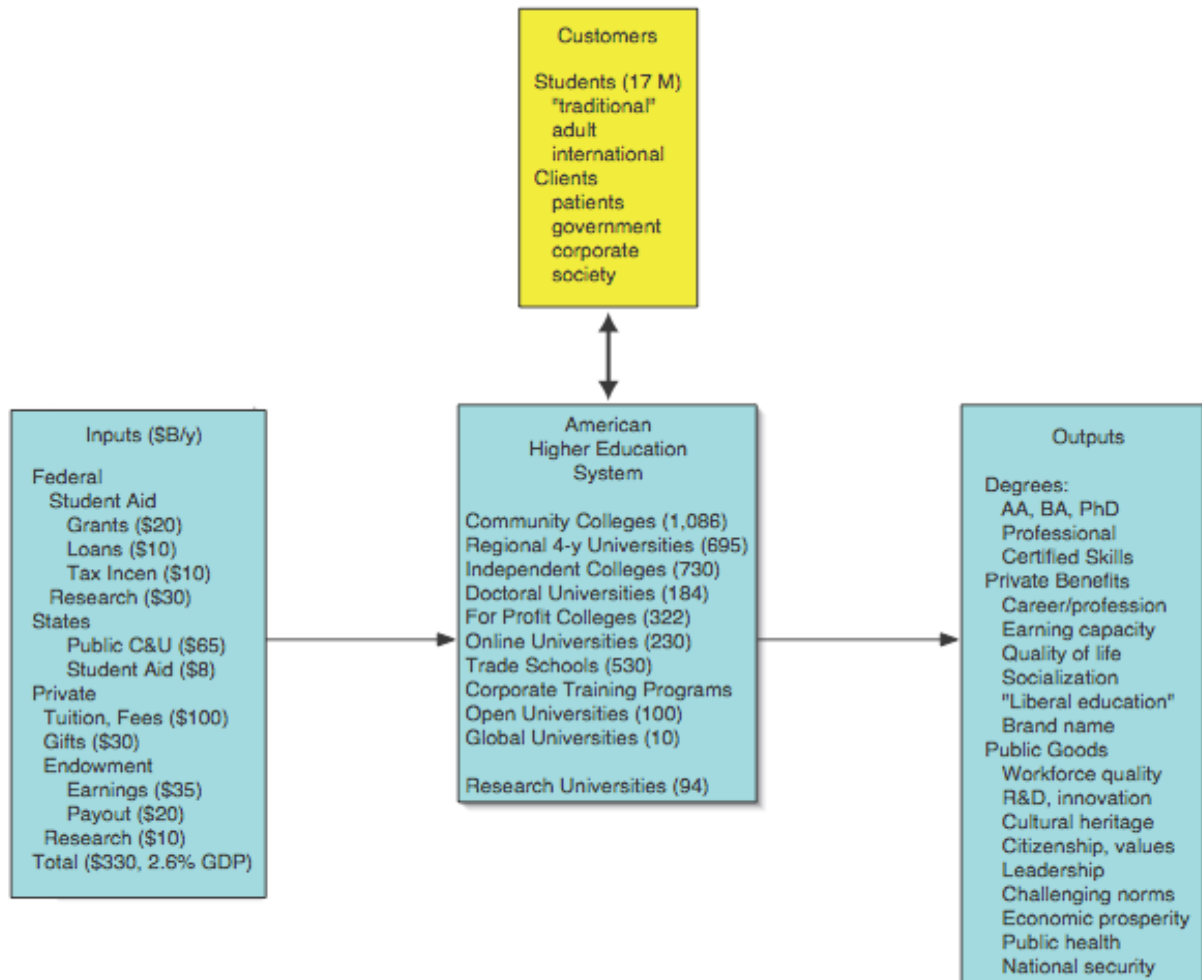 Customers
Students (17 M)
"traditional"
adult
international
Clients
patients
government
corporate
society
Inputs ($B/y)
Federal
Student Aid
Grants ($20)
Loans ($10)
Tax Incen ($10)
Research ($30)
States
Public C&U ($65)
Student Aid ($8)
Private
Tuition, Fees ($100)
Gifts ($30)
Endowment
Earnings ($35)
Payout ($20)
Research ($10)
Total ($330, 2.6% GDP)
American
Higher Education
System
Community Colleges (1,086)
Regional 4-y Universities (695)
Independent Colleges (730)
Doctoral Universities (184)
For Profit Colleges (322)
Online Universities (230)
Trade Schools (530)
Corporate Training Programs
Open Universities (100)
Global Universities (10)
Research Universities (94)
Outputs
Degrees:
AA, BA, PhD
Professional
Certified Skills
Private Benefits
Career/profession
Earning capacity
Quality of life
Socialization
"Liberal education"
Brand name
Public Goods
Workforce quality
R&D, innovation
Cultural heritage
Citizenship, values
Leadership
Challenging norms
Economic prosperity
Public health
National security